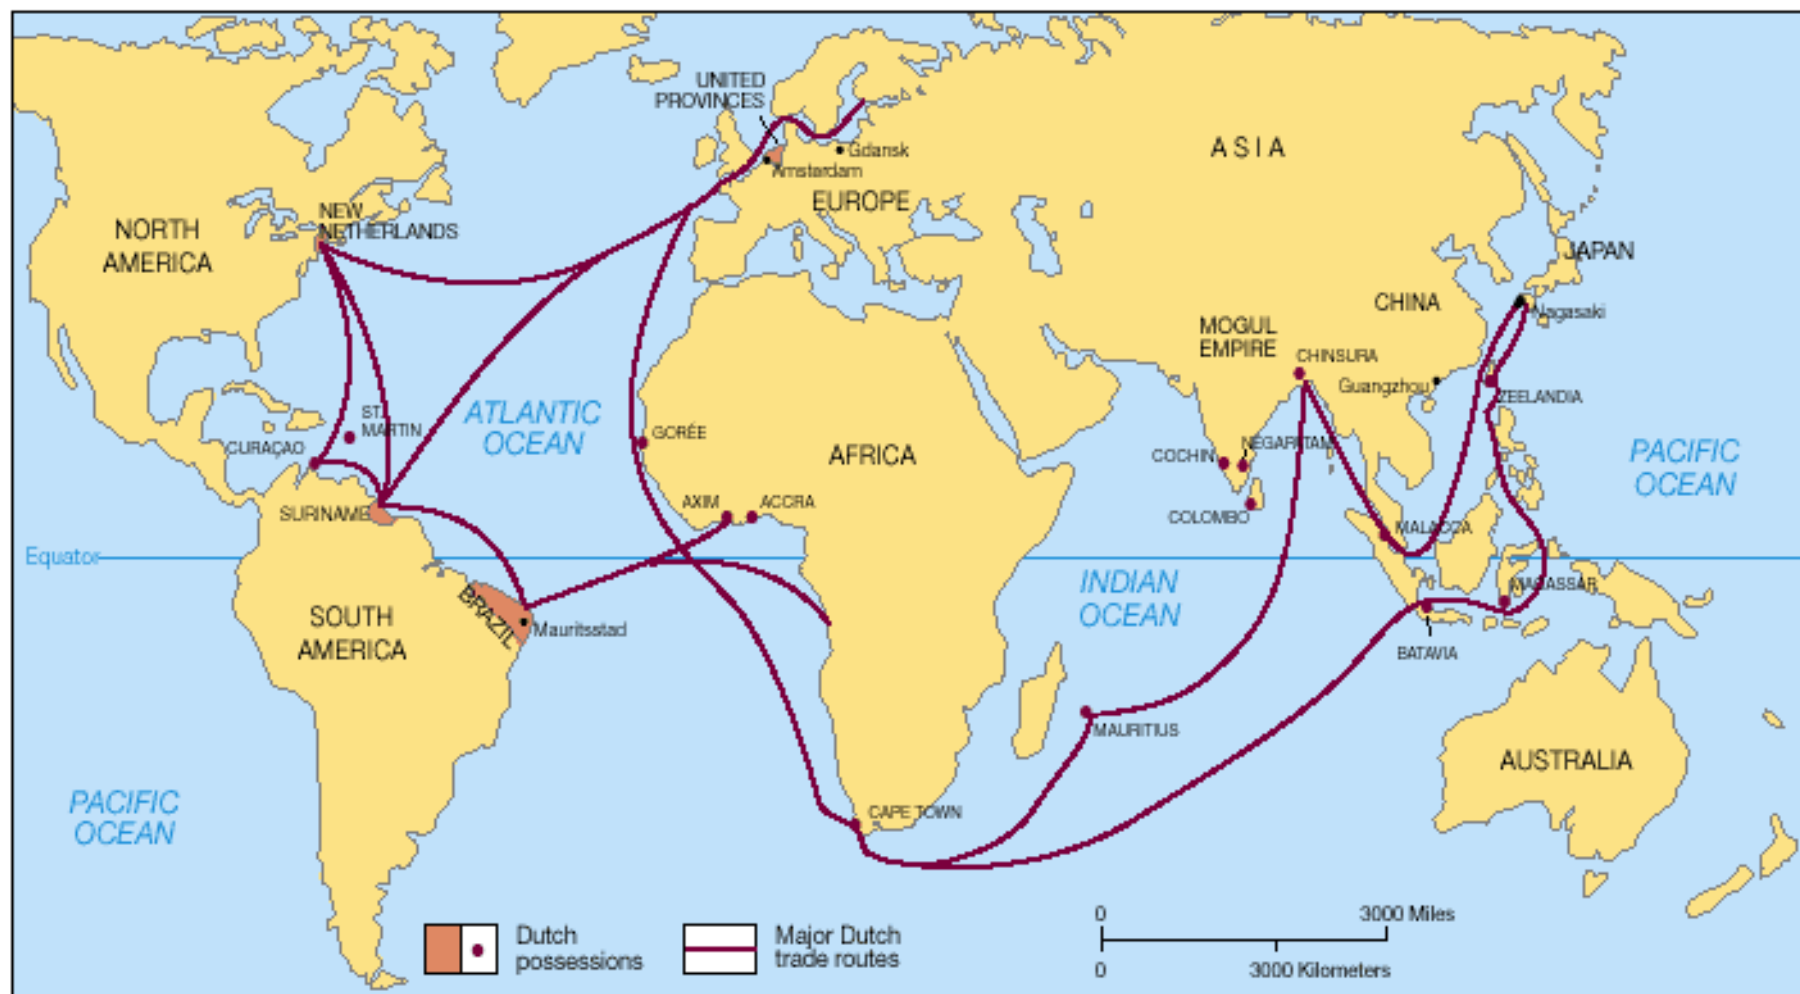 UNITED
PROVINCES
Gdansk
Amsterdam
EUROPE
ASIA
NEW
NETHERLANDS
NORTH
AMERICA
JAPAN
CHINA
Nagasaki
MOGUL
EMPIRE
CHINSURA
Guangzhou
ZEELANDIA
ATLANTIC
OCEAN
ST.
MARTIN
CURAÇAO
GORÉE
AFRICA
COCHIN
PACIFIC
OCEAN
AXIM
ACCRA
SURINAME
COLOMBO
MALACCA
Equator
INDIAN
OCEAN
MACASSAR
BRAZIL
Mauritsstad
SOUTH
AMERICA
BATAVIA
MAURITIUS
AUSTRALIA
PACIFIC
OCEAN
CAPE TOWN
Dutch
possessions
Major Dutch
trade routes
0
3000 Miles
0
3000 Kilometers